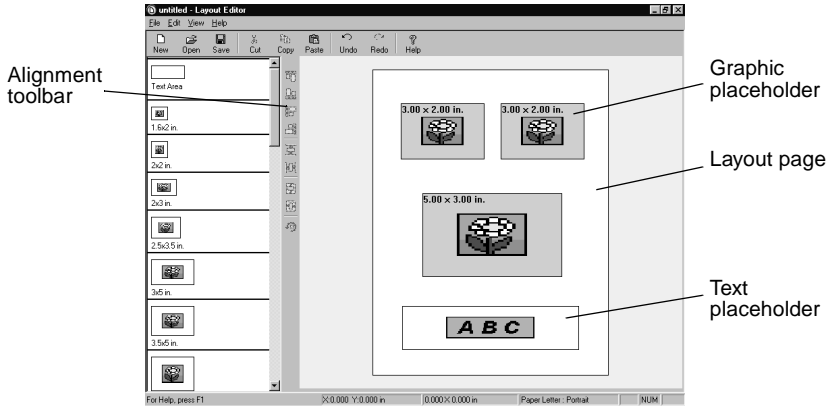 untitled - Layout Editor
File Edit View Help
New Open Save Cut Copy Paste Undo Redo Help
Alignment
toolbar
Text Area
1.6x2 in.
2x2 in.
2x3 in.
2.5x3.5 in.
3x5 in.
3.5x5 in.
3.00 x 2.00 in.
3.00 x 2.00 in.
5.00 x 3.00 in.
A B C
Graphic
placeholder
Layout page
Text
placeholder
For Help, press F1
X:0.000 Y:0.000 in
0.000 X 0.000 in
Paper Letter : Portrait
NUM